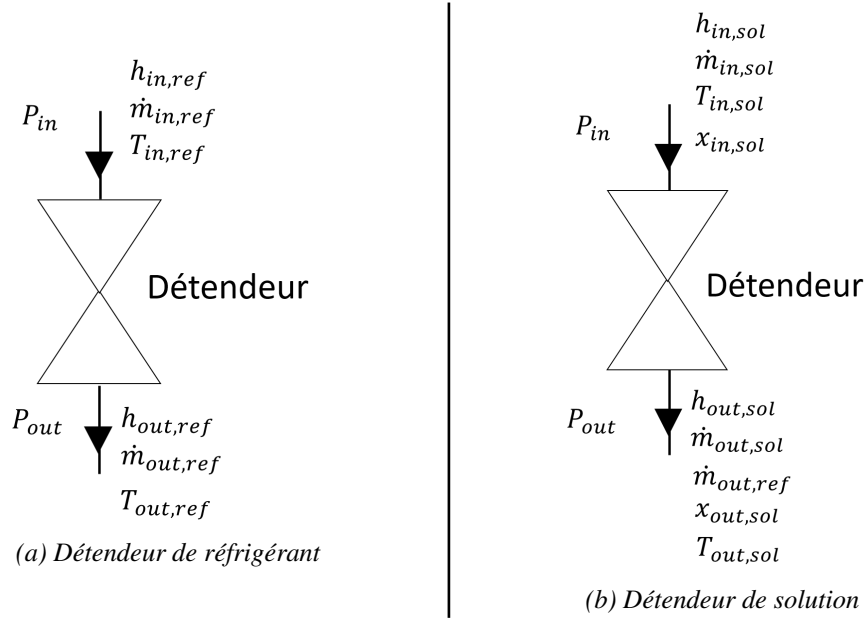 h_{in,ref}
ṁ_{in,ref}
P_{in}
T_{in,ref}
Détendeur
P_{out}
h_{out,ref}
ṁ_{out,ref}
T_{out,ref}
(a) Détendeur de réfrigérant
h_{in,sol}
ṁ_{in,sol}
T_{in,sol}
P_{in}
x_{in,sol}
Détendeur
P_{out}
h_{out,sol}
ṁ_{out,sol}
ṁ_{out,ref}
x_{out,sol}
T_{out,sol}
(b) Détendeur de solution